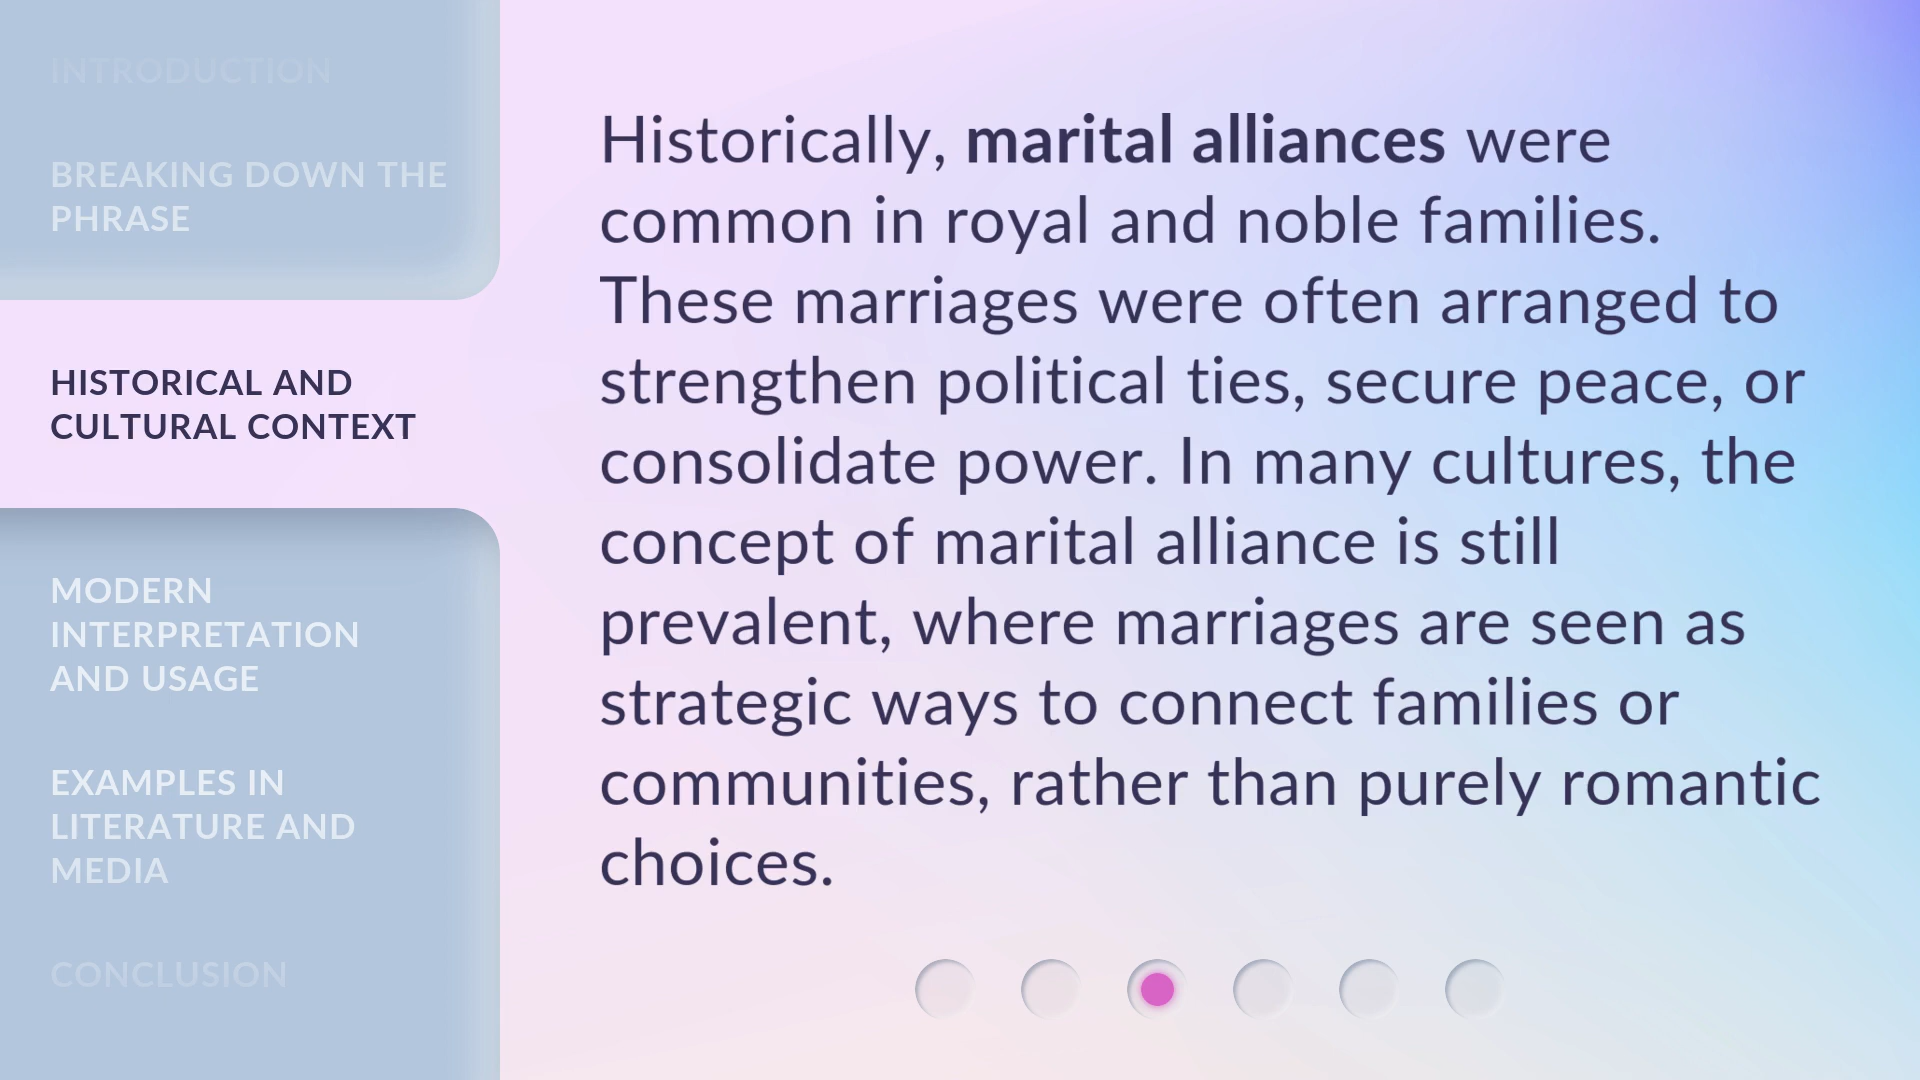 INTRODUCTION
BREAKING DOWN THE
PHRASE
HISTORICAL AND
CULTURAL CONTEXT
MODERN
INTERPRETATION
AND USAGE
EXAMPLES IN
LITERATURE AND
MEDIA
CONCLUSION
Historically, marital alliances were
common in royal and noble families.
These marriages were often arranged to
strengthen political ties, secure peace, or
consolidate power. In many cultures, the
concept of marital alliance is still
prevalent, where marriages are seen as
strategic ways to connect families or
communities, rather than purely romantic
choices.